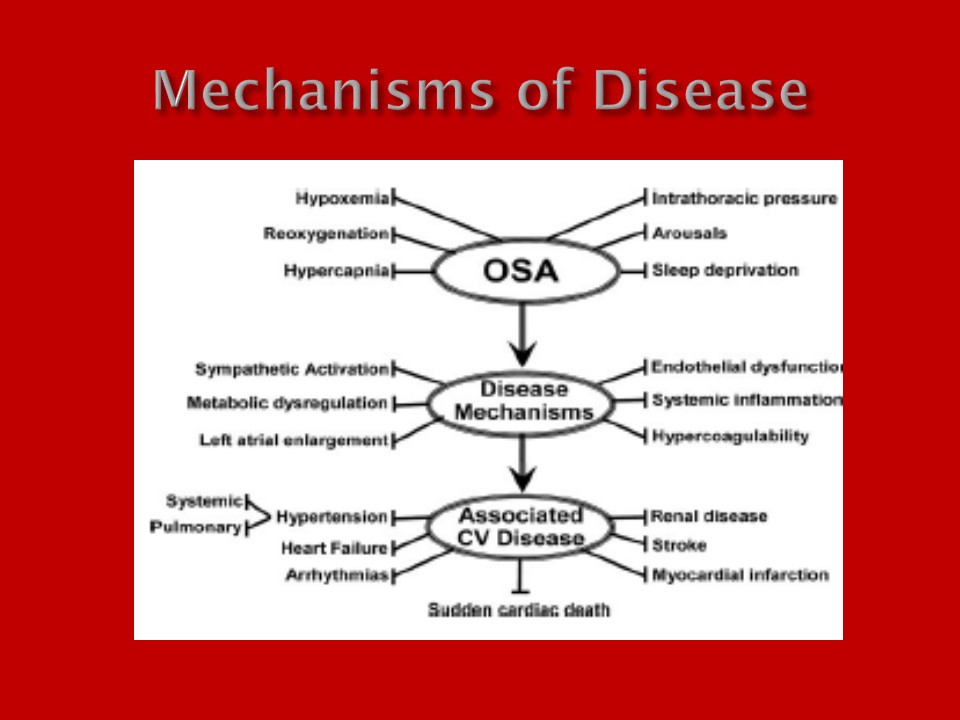 Mechanisms of Disease
Hypoxemia
Intrathoracic pressure
Reoxygenation
Arousals
Hypercapnia
OSA
Sleep deprivation
Sympathetic Activation
Endothelial dysfunction
Metabolic dysregulation
Disease
Mechanisms
Systemic inflammation
Left atrial enlargement
Hypercoagulability
Systemic
Pulmonary
Hypertension
Associated
CV Disease
Renal disease
Heart Failure
Stroke
Arrhythmias
Myocardial infarction
Sudden cardiac death